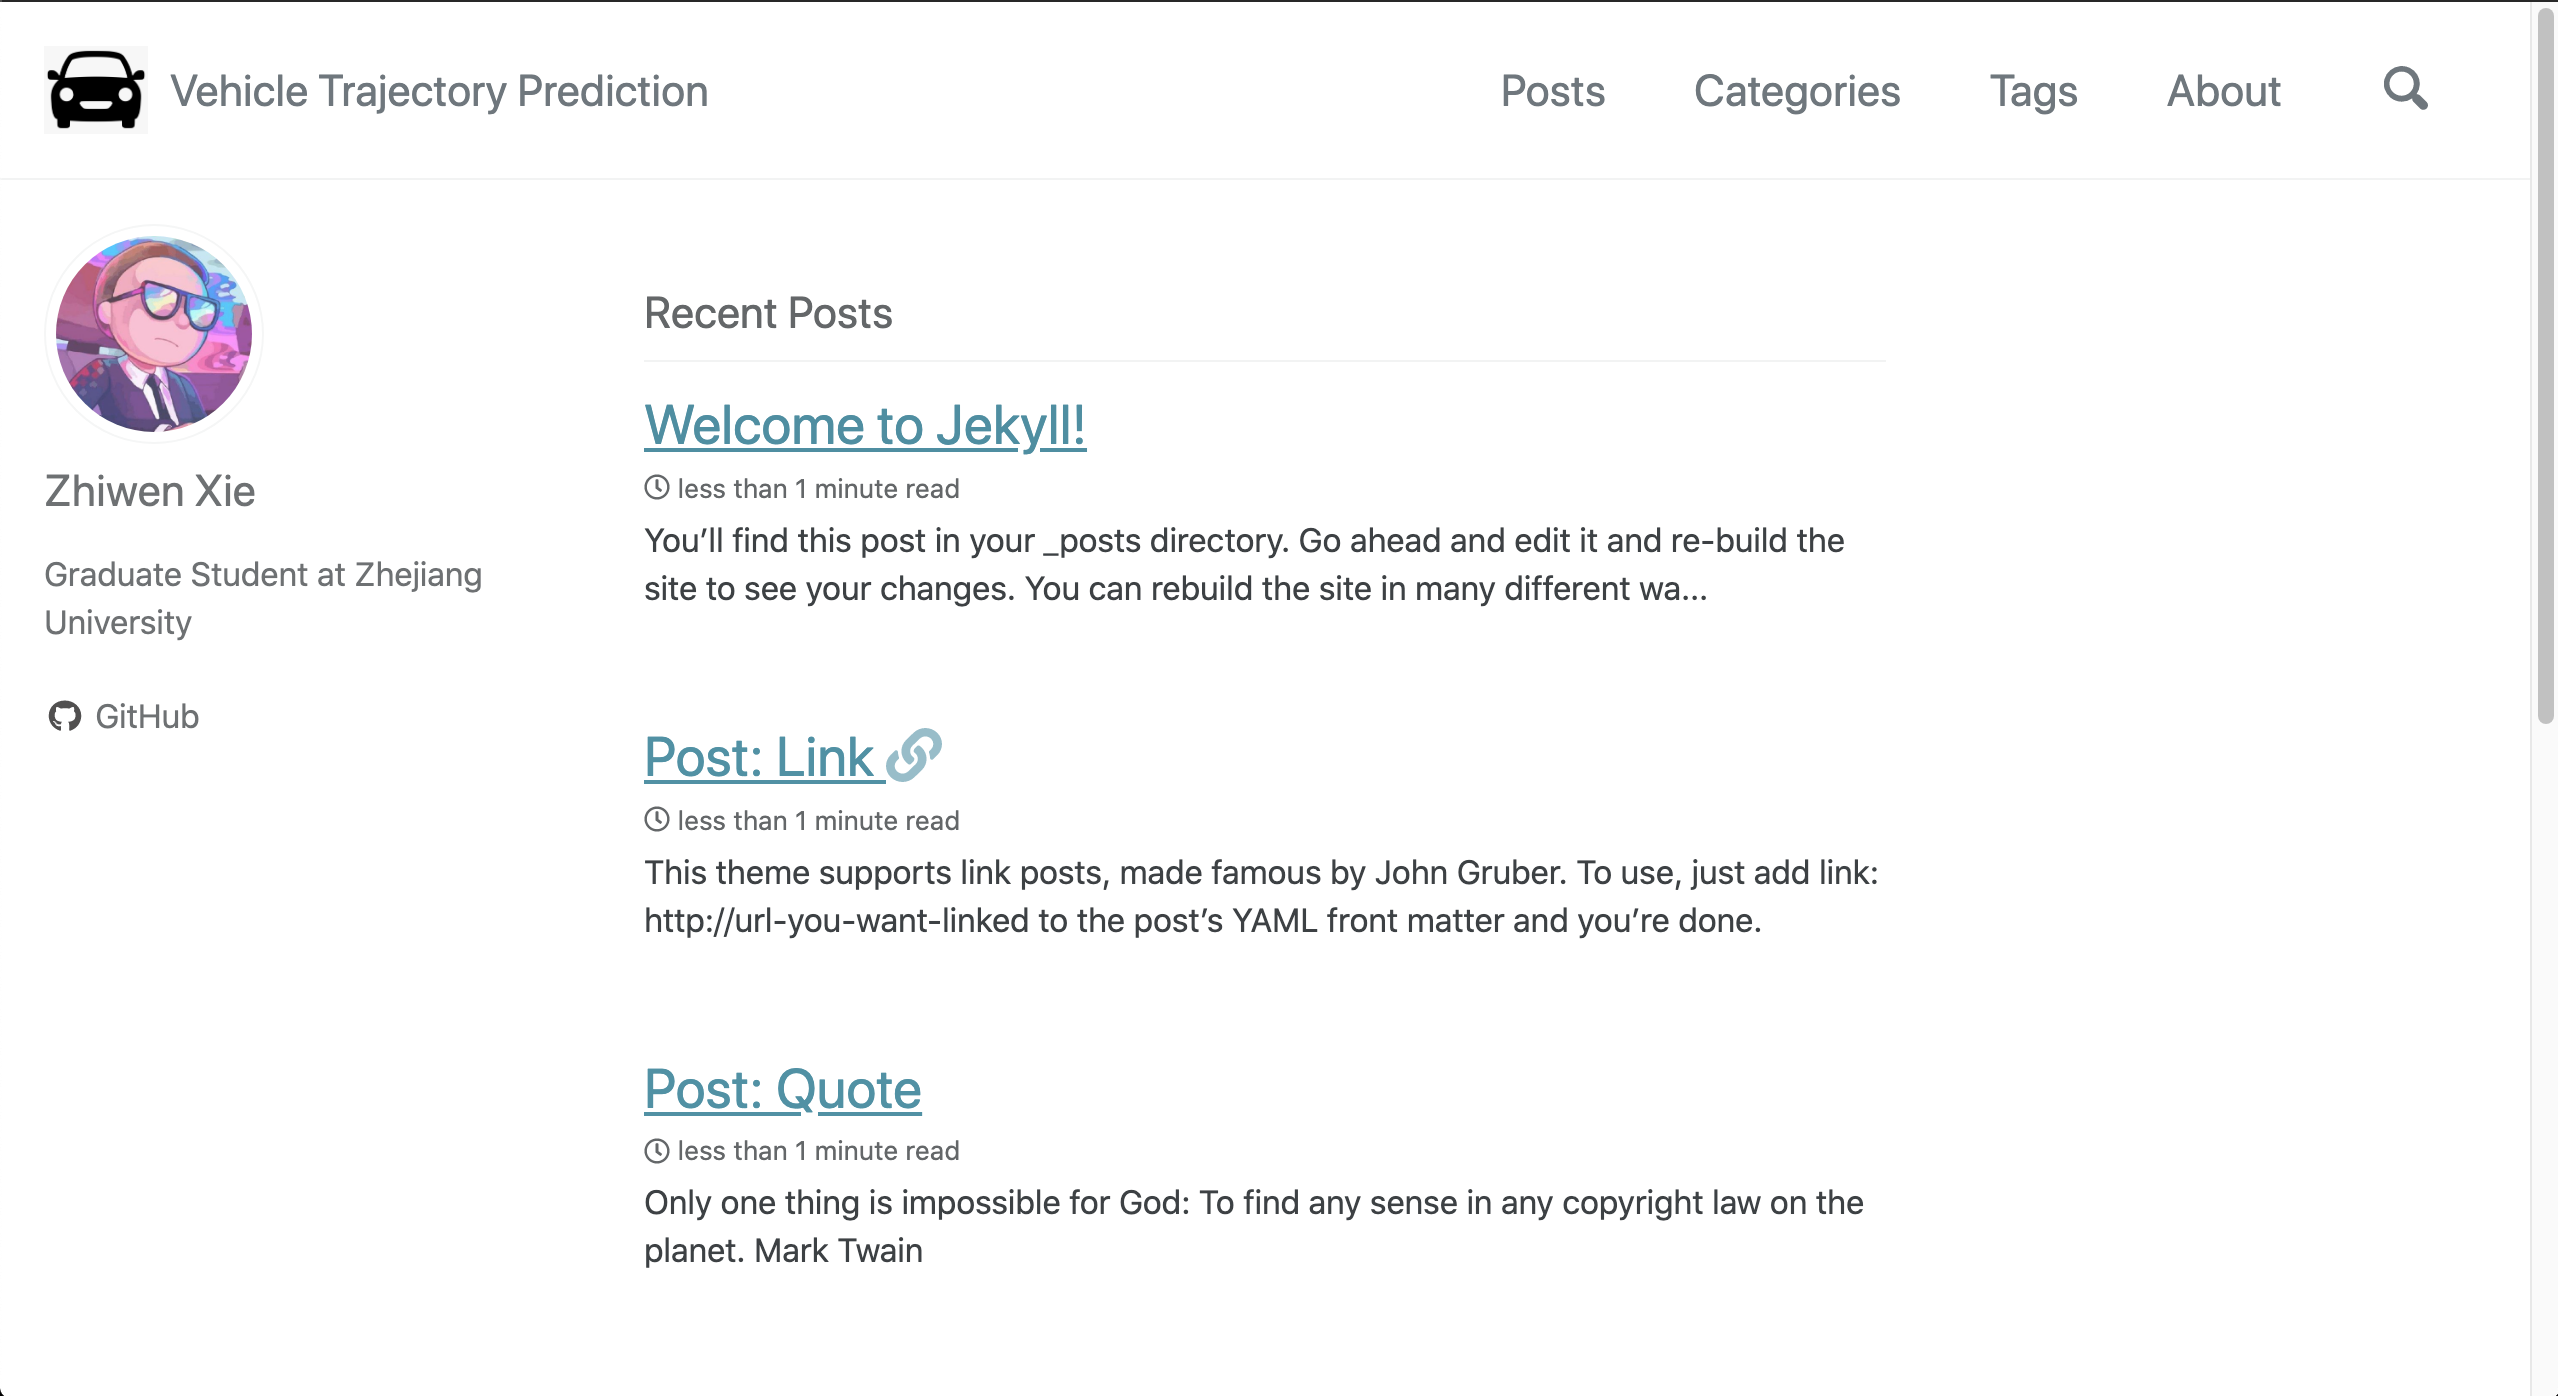 Vehicle Trajectory Prediction
Posts
Categories
Tags
About
Zhiwen Xie
Graduate Student at Zhejiang
University
GitHub
Recent Posts
Welcome to Jekyll!
less than 1 minute read
You’ll find this post in your _posts directory. Go ahead and edit it and re-build the
site to see your changes. You can rebuild the site in many different wa...
Post: Link
less than 1 minute read
This theme supports link posts, made famous by John Gruber. To use, just add link:
http://url-you-want-linked to the post’s YAML front matter and you’re done.
Post: Quote
less than 1 minute read
Only one thing is impossible for God: To find any sense in any copyright law on the
planet. Mark Twain